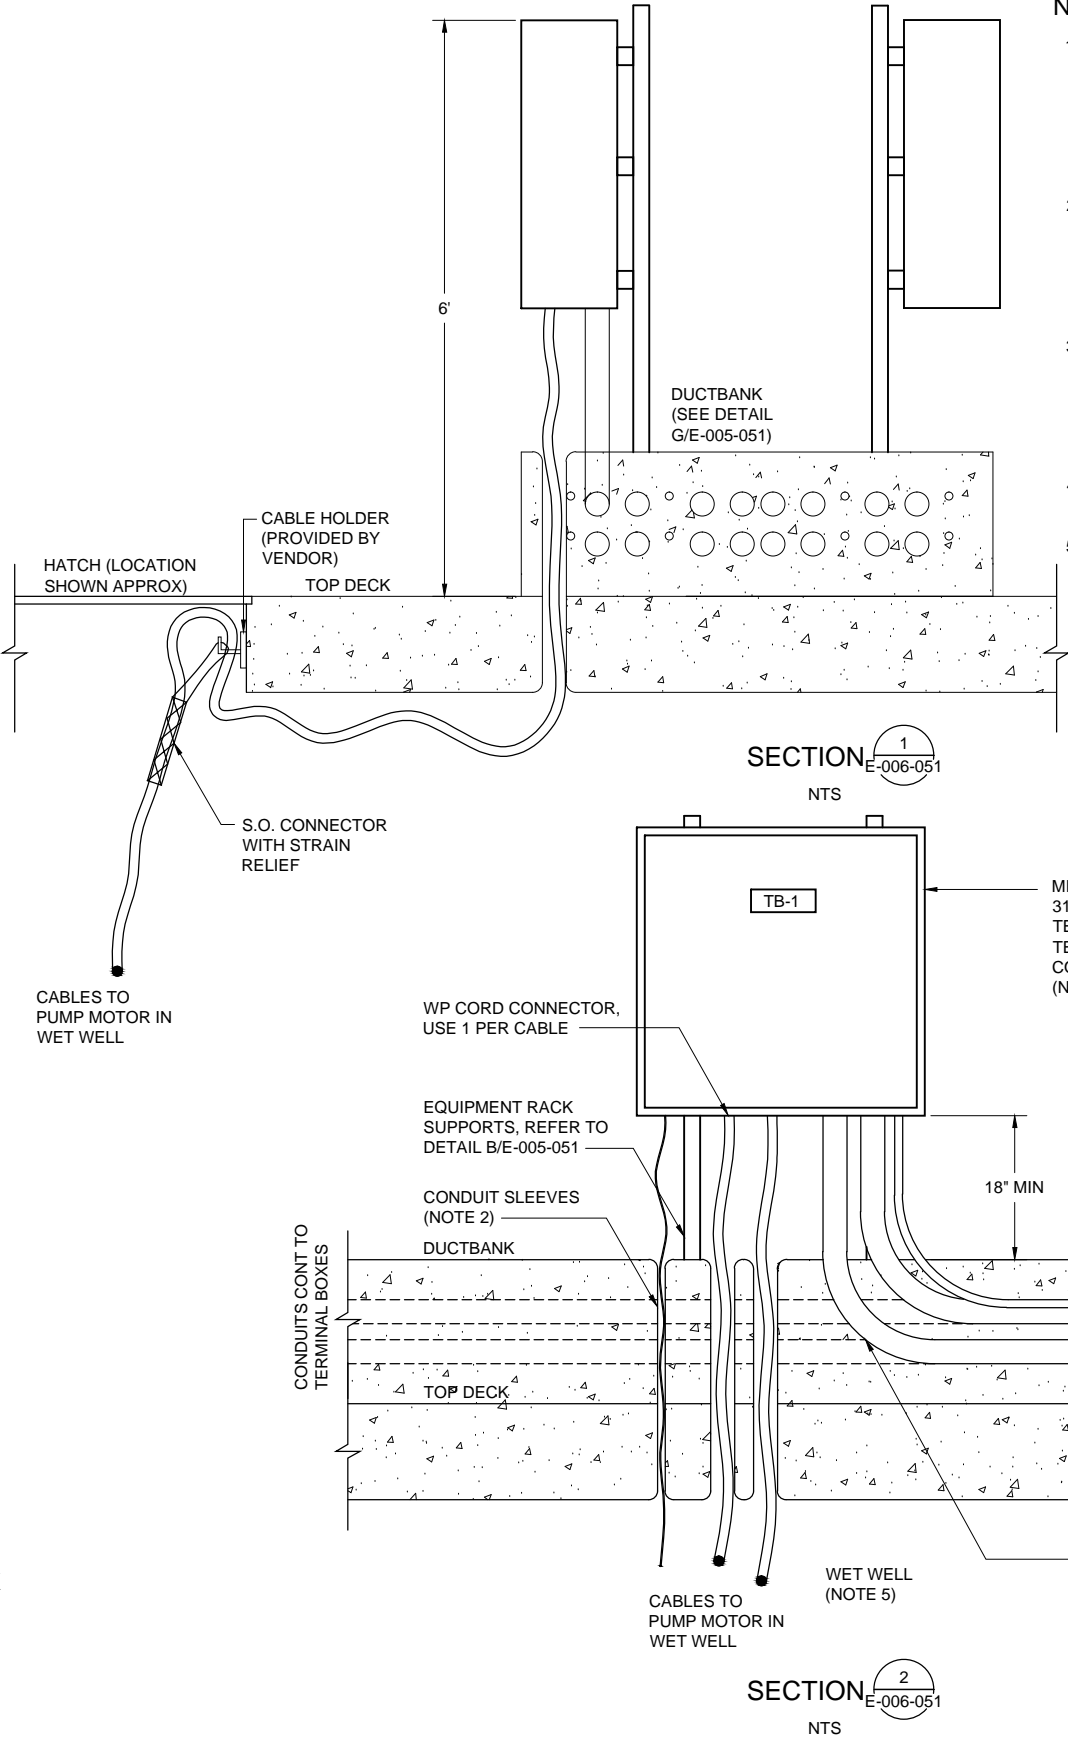 6'
DUCTBANK
(SEE DETAIL
G/E-005-051)
CABLE HOLDER
(PROVIDED BY
VENDOR)
HATCH (LOCATION
SHOWN APPROX)
TOP DECK
SECTION
1
E-006-051
NTS
S.O. CONNECTOR
WITH STRAIN
RELIEF
CABLES TO
PUMP MOTOR IN
WET WELL
TB-1
WP CORD CONNECTOR,
USE 1 PER CABLE
EQUIPMENT RACK
SUPPORTS, REFER TO
DETAIL B/E-005-051
18" MIN
CONDUIT SLEEVES
(NOTE 2)
DUCTBANK
CONDUITS CONT TO
TERMINAL BOXES
TOP DECK
WET WELL
(NOTE 5)
CABLES TO
PUMP MOTOR IN
WET WELL
SECTION
2
E-006-051
NTS